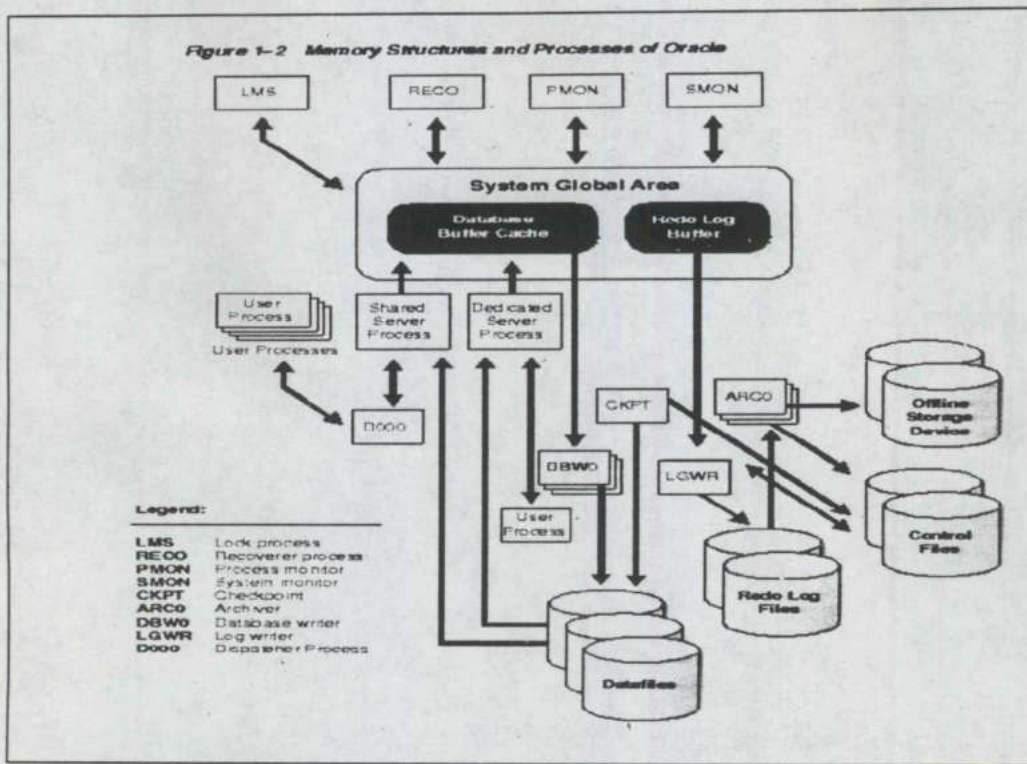 Figure 1–2 Memory Structures and Processes of Oracle
LMS
RECO
PMON
SMON
System Global Area
Database
Buffer Cache
Redo Log
Buffer
User
Process
User Processes
Shared
Server
Process
Dedicated
Server
Process
D000
CKPT
ARC0
Offline
Storage
Device
DBW0
LGWR
User
Process
Control
Files
Redo Log
Files
Datafiles
Legend:
LMS Lock process
RECO Recoverer process
PMON Process monitor
SMON System monitor
CKPT Checkpoint
ARC0 Archiver
DBW0 Database writer
LGWR Log writer
D000 Dispatcher Process